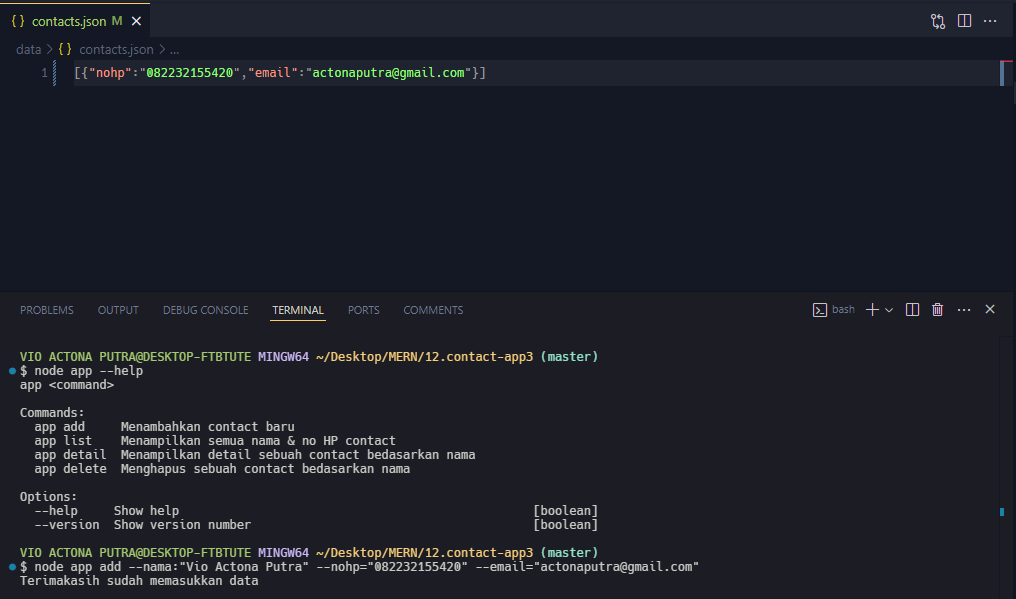 { } contacts.json M
data > { } contacts.json > ...
1 [{"nohp":"082232155420","email":"actonaputra@gmail.com"}]
PROBLEMS OUTPUT DEBUG CONSOLE TERMINAL PORTS COMMENTS bash
VIO ACTONA PUTRA@DESKTOP-FTBTUTE MINGW64 ~/Desktop/MERN/12.contact-app3 (master)
$ node app --help
app <command>
Commands:
app add Menambahkan contact baru
app list Menampilkan semua nama & no HP contact
app detail Menampilkan detail sebuah contact bedasarkan nama
app delete Menghapus sebuah contact bedasarkan nama
Options:
--help Show help [boolean]
--version Show version number [boolean]
VIO ACTONA PUTRA@DESKTOP-FTBTUTE MINGW64 ~/Desktop/MERN/12.contact-app3 (master)
$ node app add --nama:"Vio Actona Putra" --nohp="082232155420" --email="actonaputra@gmail.com"
Terimakasih sudah memasukkan data